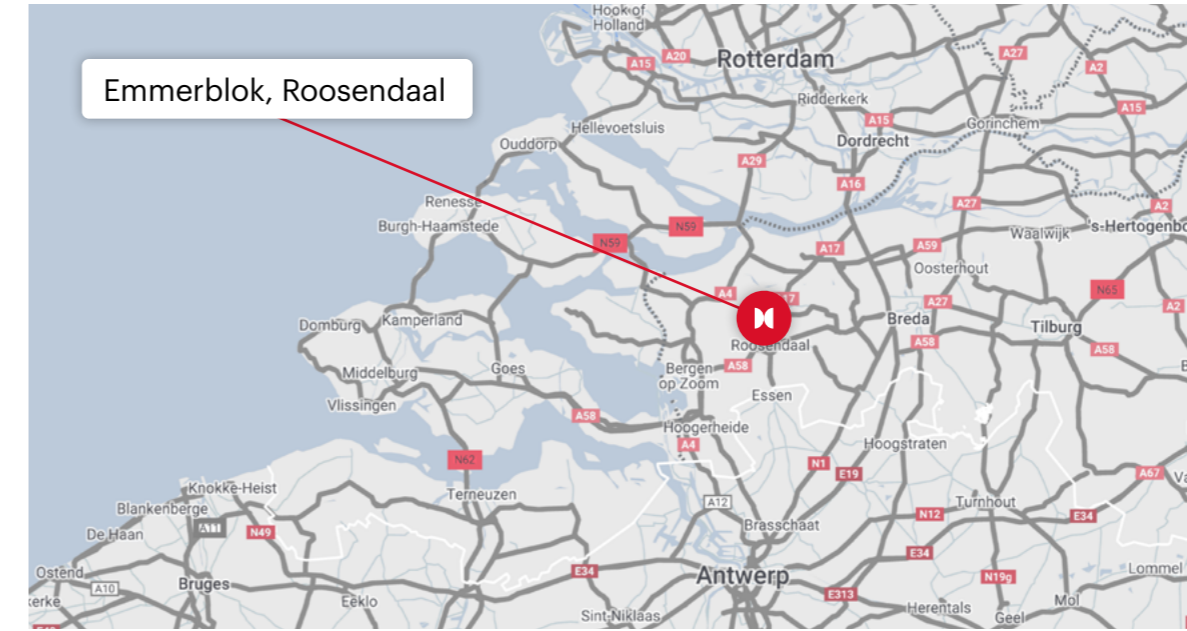 Hook of
Holland
A15
A20
Rotterdam
A27
A2
Emmerblok, Roosendaal
Ridderkerk
A15
A15
Gorinchem
Hellevoetsluis
Ouddorp
Dordrecht
A29
A16
Renesse
A27
A2
Burgh-Haamstede
N59
N59
Waalwijk
A17
A59
Oosterhout
A4
N65
A27
A2
Domburg
Kamperland
Breda
Tilburg
Roosendaal
A58
A58
Middelburg
Goes
Bergen
op Zoom
A58
Essen
Vlissingen
A58
Hoogerheide
A4
Hoogstraten
N62
N1
E19
A67
Knokke-Heist
Terneuzen
A12
Turnhout
Blankenberge
N12
E34
De Haan
A11
N49
Brasschaat
E34
Ostend
A10
Bruges
E34
Antwerp
N19g
Lommel
E313
Eeklo
Herentals
Mol
Sint-Niklaas
Geel